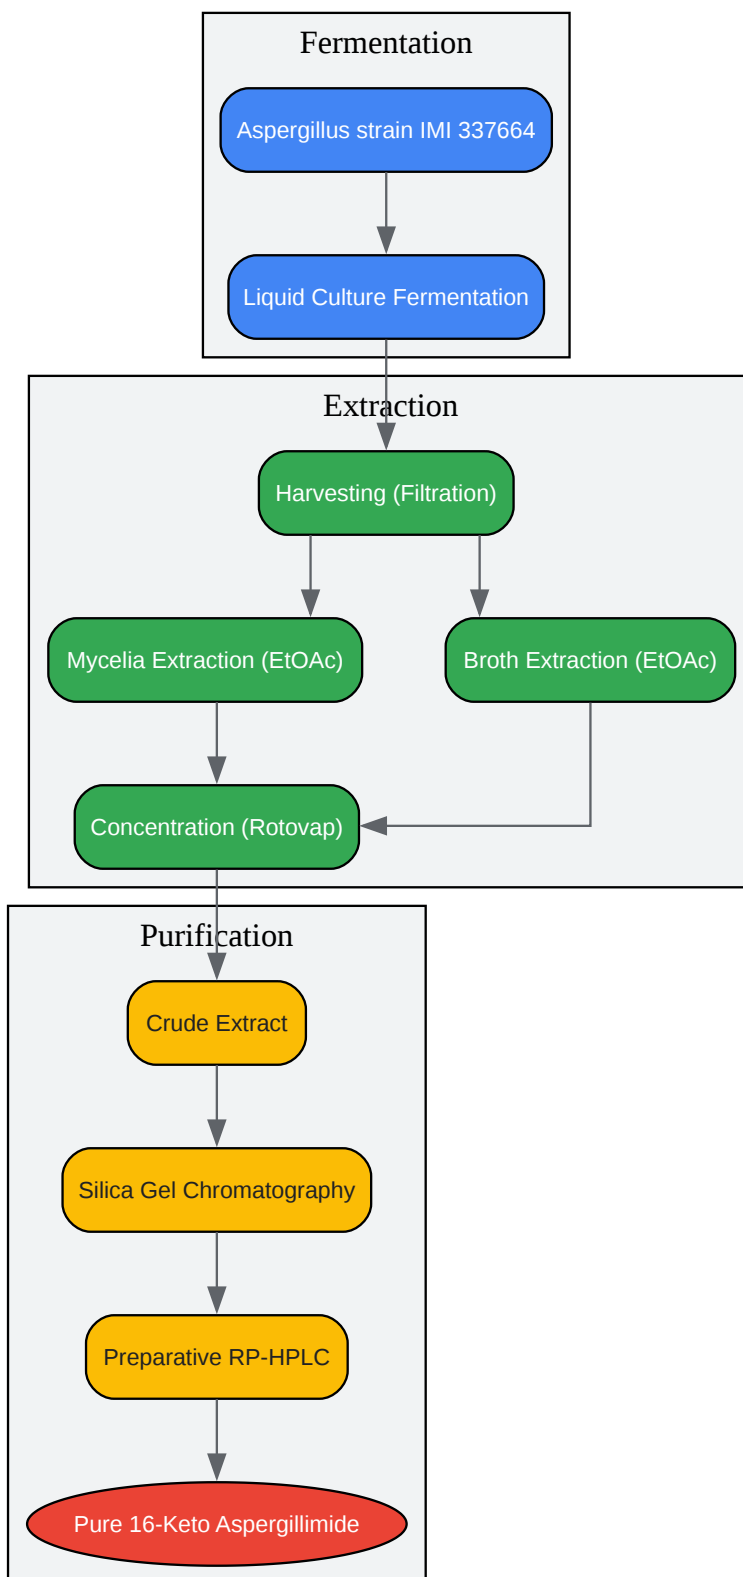 Fermentation
Aspergillus strain IMI 337664
Liquid Culture Fermentation
Extraction
Harvesting (Filtration)
Mycelia Extraction (EtOAc)
Broth Extraction (EtOAc)
Concentration (Rotovap)
Purification
Crude Extract
Silica Gel Chromatography
Preparative RP-HPLC
Pure 16-Keto Aspergillimide